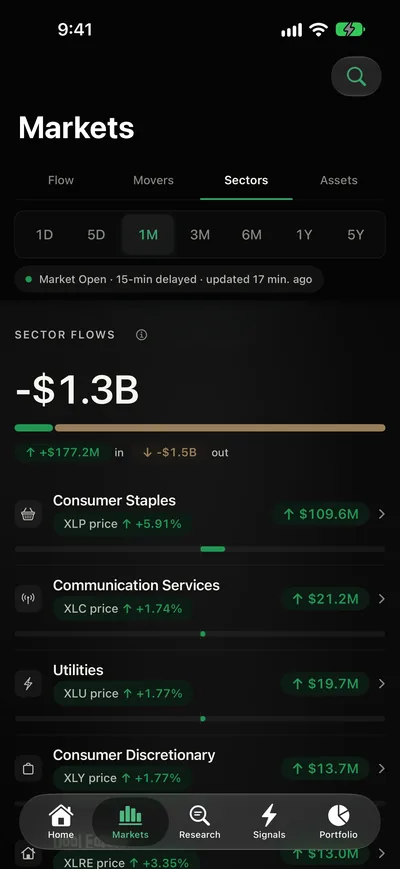 9:41
Markets
Flow Movers Sectors Assets
1D 5D 1M 3M 6M 1Y 5Y
Market Open · 15-min delayed · updated 17 min. ago
SECTOR FLOWS
-$1.3B
↑ +$177.2M in ↓ -$1.5B out
Consumer Staples
XLP price ↑ +5.91%
↑ $109.6M
Communication Services
XLC price ↑ +1.74%
↑ $21.2M
Utilities
XLU price ↑ +1.77%
↑ $19.7M
Consumer Discretionary
XLY price ↑ +1.77%
↑ $13.7M
Home Markets Research Signals Portfolio
XLRE price ↑ +3.35%
↑ $13.0M